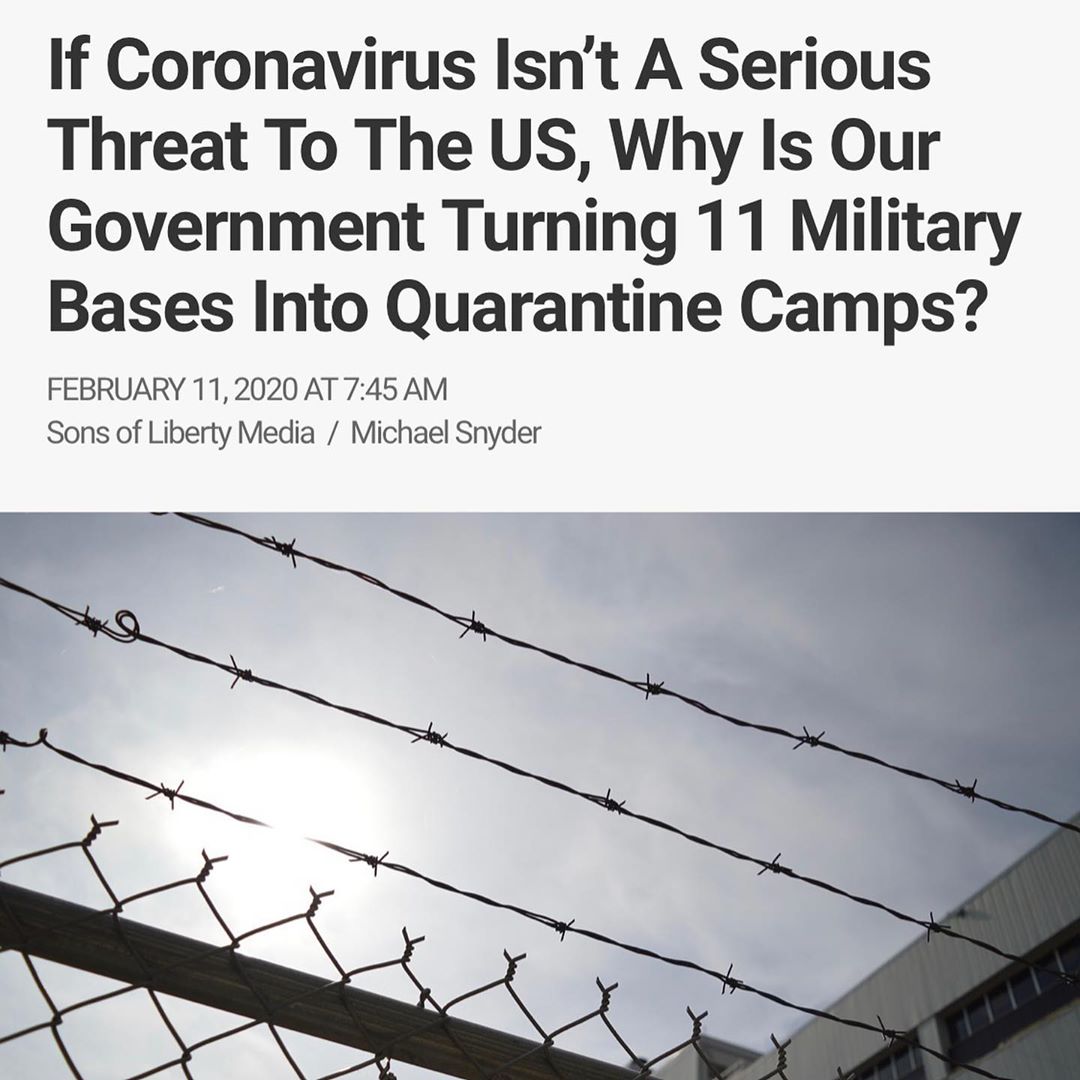 If Coronavirus Isn’t A Serious
Threat To The US, Why Is Our
Government Turning 11 Military
Bases Into Quarantine Camps?
FEBRUARY 11, 2020 AT 7:45 AM
Sons of Liberty Media / Michael Snyder